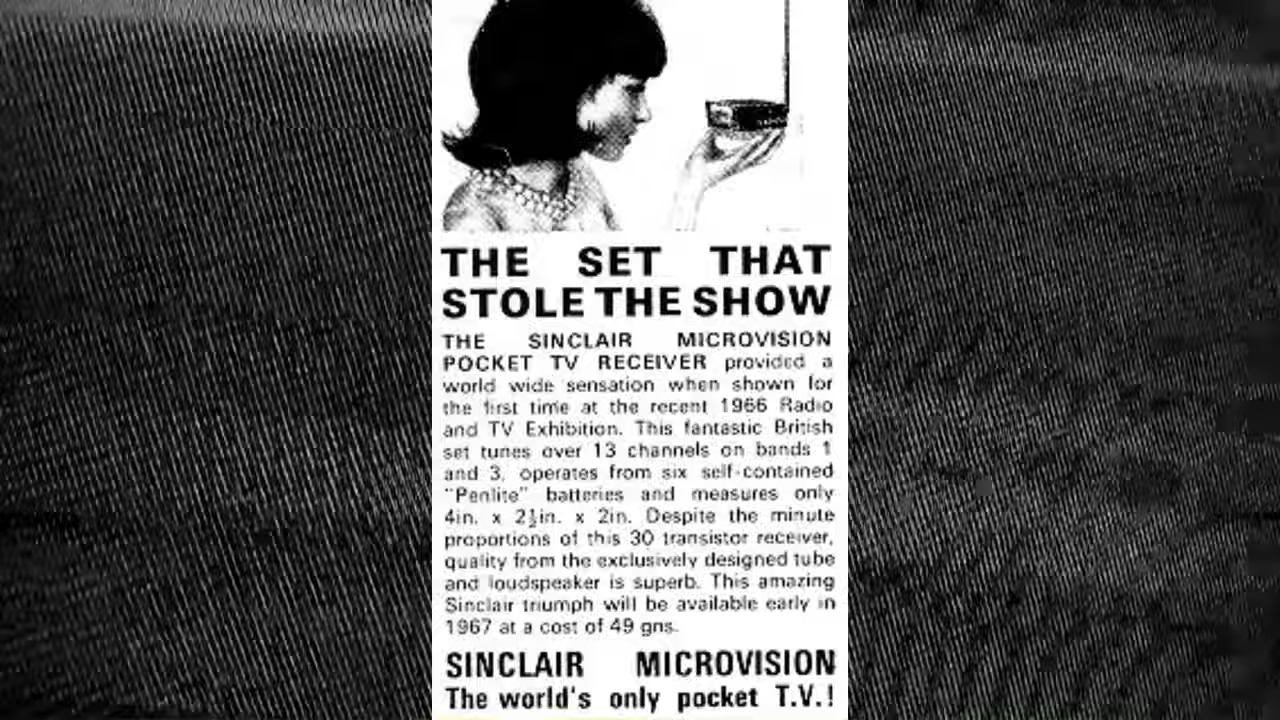 THE SET THAT
STOLE THE SHOW
THE SINCLAIR MICROVISION
POCKET TV RECEIVER provided a
world wide sensation when shown for
the first time at the recent 1966 Radio
and TV Exhibition. This fantastic British
set tunes over 13 channels on bands 1
and 3, operates from six self-contained
"Penlite" batteries and measures only
4in. x 2½in. x 2in. Despite the minute
proportions of this 30 transistor receiver,
quality from the exclusively designed tube
and loudspeaker is superb. This amazing
Sinclair triumph will be available early in
1967 at a cost of 49 gns.
SINCLAIR MICROVISION
The world's only pocket T.V.!